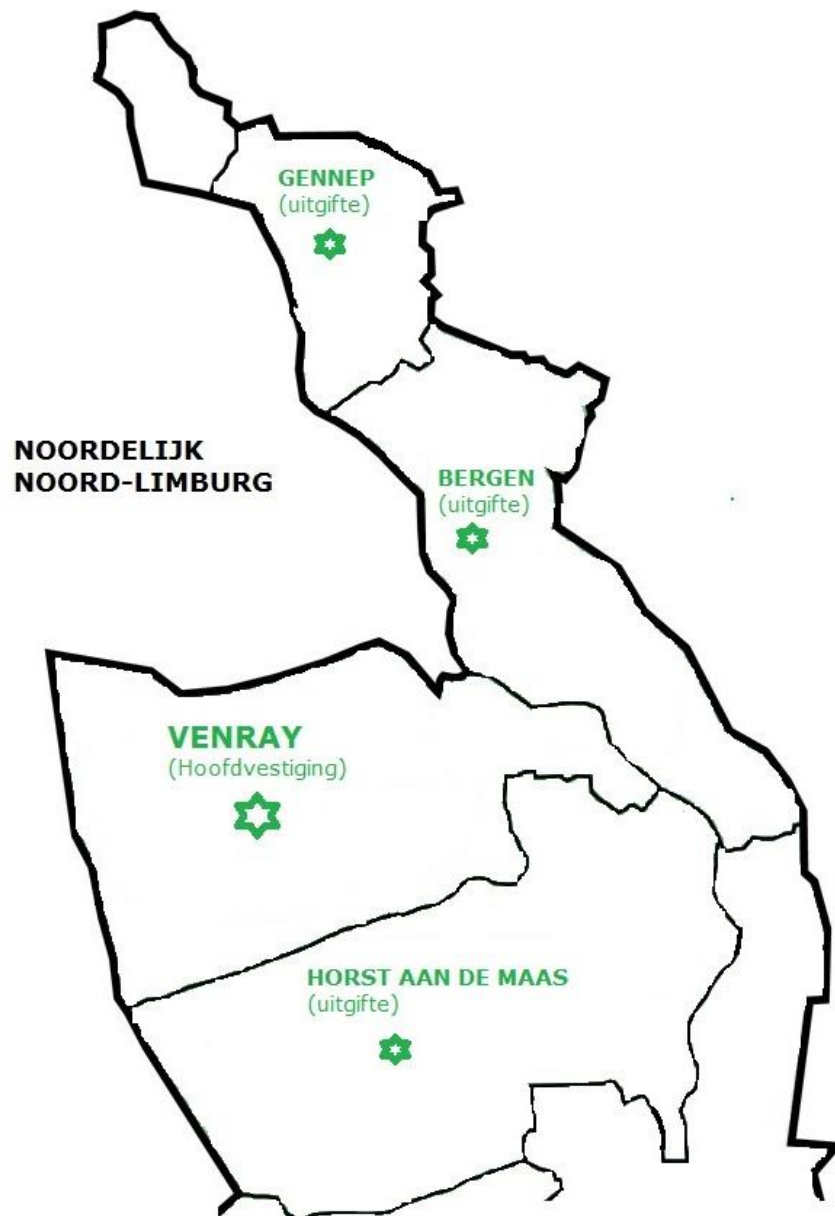 GENNEP
(uitgifte)
NOORDELIJK
NOORD-LIMBURG
BERGEN
(uitgifte)
VENRAY
(Hoofdvestiging)
HORST AAN DE MAAS
(uitgifte)